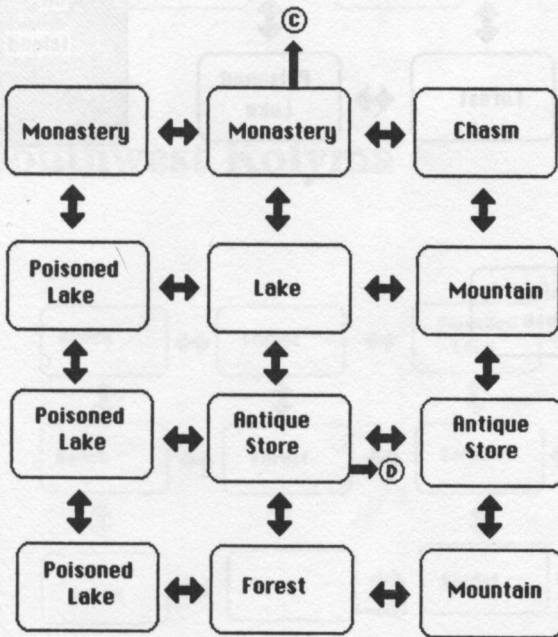 C
Monastery
Monastery
Chasm
Poisoned
Lake
Lake
Mountain
Poisoned
Lake
Antique
Store
Antique
Store
D
Poisoned
Lake
Forest
Mountain